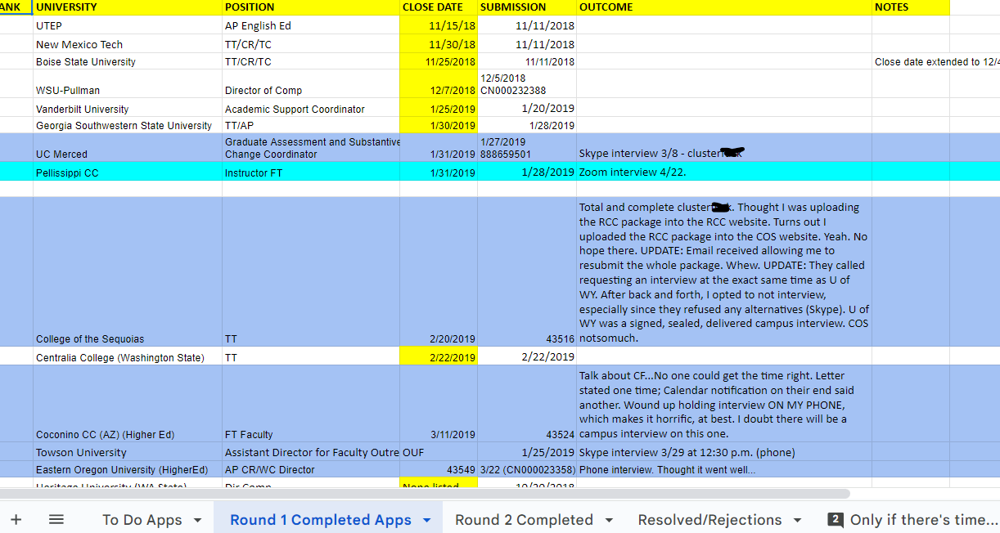 ANK UNIVERSITY POSITION CLOSE DATE SUBMISSION OUTCOME NOTES
UTEP AP English Ed 11/15/18 11/11/2018
New Mexico Tech TT/CR/TC 11/30/18 11/11/2018
Boise State University TT/CR/TC 11/25/2018 11/11/2018 Close date extended to 12/4
12/5/2018
WSU-Pullman Director of Comp 12/7/2018 CN000232388
Vanderbilt University Academic Support Coordinator 1/25/2019 1/20/2019
Georgia Southwestern State University TT/AP 1/30/2019 1/28/2019
Graduate Assessment and Substantive 1/27/2019
UC Merced Change Coordinator 1/31/2019 888659501 Skype interview 3/8 - cluster
Pellissippi CC Instructor FT 1/31/2019 1/28/2019 Zoom interview 4/22.
Total and complete cluster. Thought I was uploading
the RCC package into the RCC website. Turns out I
uploaded the RCC package into the COS website. Yeah. No
hope there. UPDATE: Email received allowing me to
resubmit the whole package. Whew. UPDATE: They called
requesting an interview at the exact same time as U of
WY. After back and forth, I opted to not interview,
especially since they refused any alternatives (Skype). U of
WY was a signed, sealed, delivered campus interview. COS
College of the Sequoias TT 2/20/2019 43516 notsomuch.
Centralia College (Washington State) TT 2/22/2019 2/22/2019
Talk about CF...No one could get the time right. Letter
stated one time; Calendar notification on their end said
another. Wound up holding interview ON MY PHONE,
which makes it horrific, at best. I doubt there will be a
Coconino CC (AZ) (Higher Ed) FT Faculty 3/11/2019 43524 campus interview on this one.
Towson University Assistant Director for Faculty Outre OUF 1/25/2019 Skype interview 3/29 at 12:30 p.m. (phone)
Eastern Oregon University (HigherEd) AP CR/WC Director 43549 3/22 (CN000023358) Phone interview. Thought it went well...
Heritage University (WA State) Dir Comp None listed 10/20/2018
+ To Do Apps Round 1 Completed Apps Round 2 Completed Resolved/Rejections 2 Only if there's time...